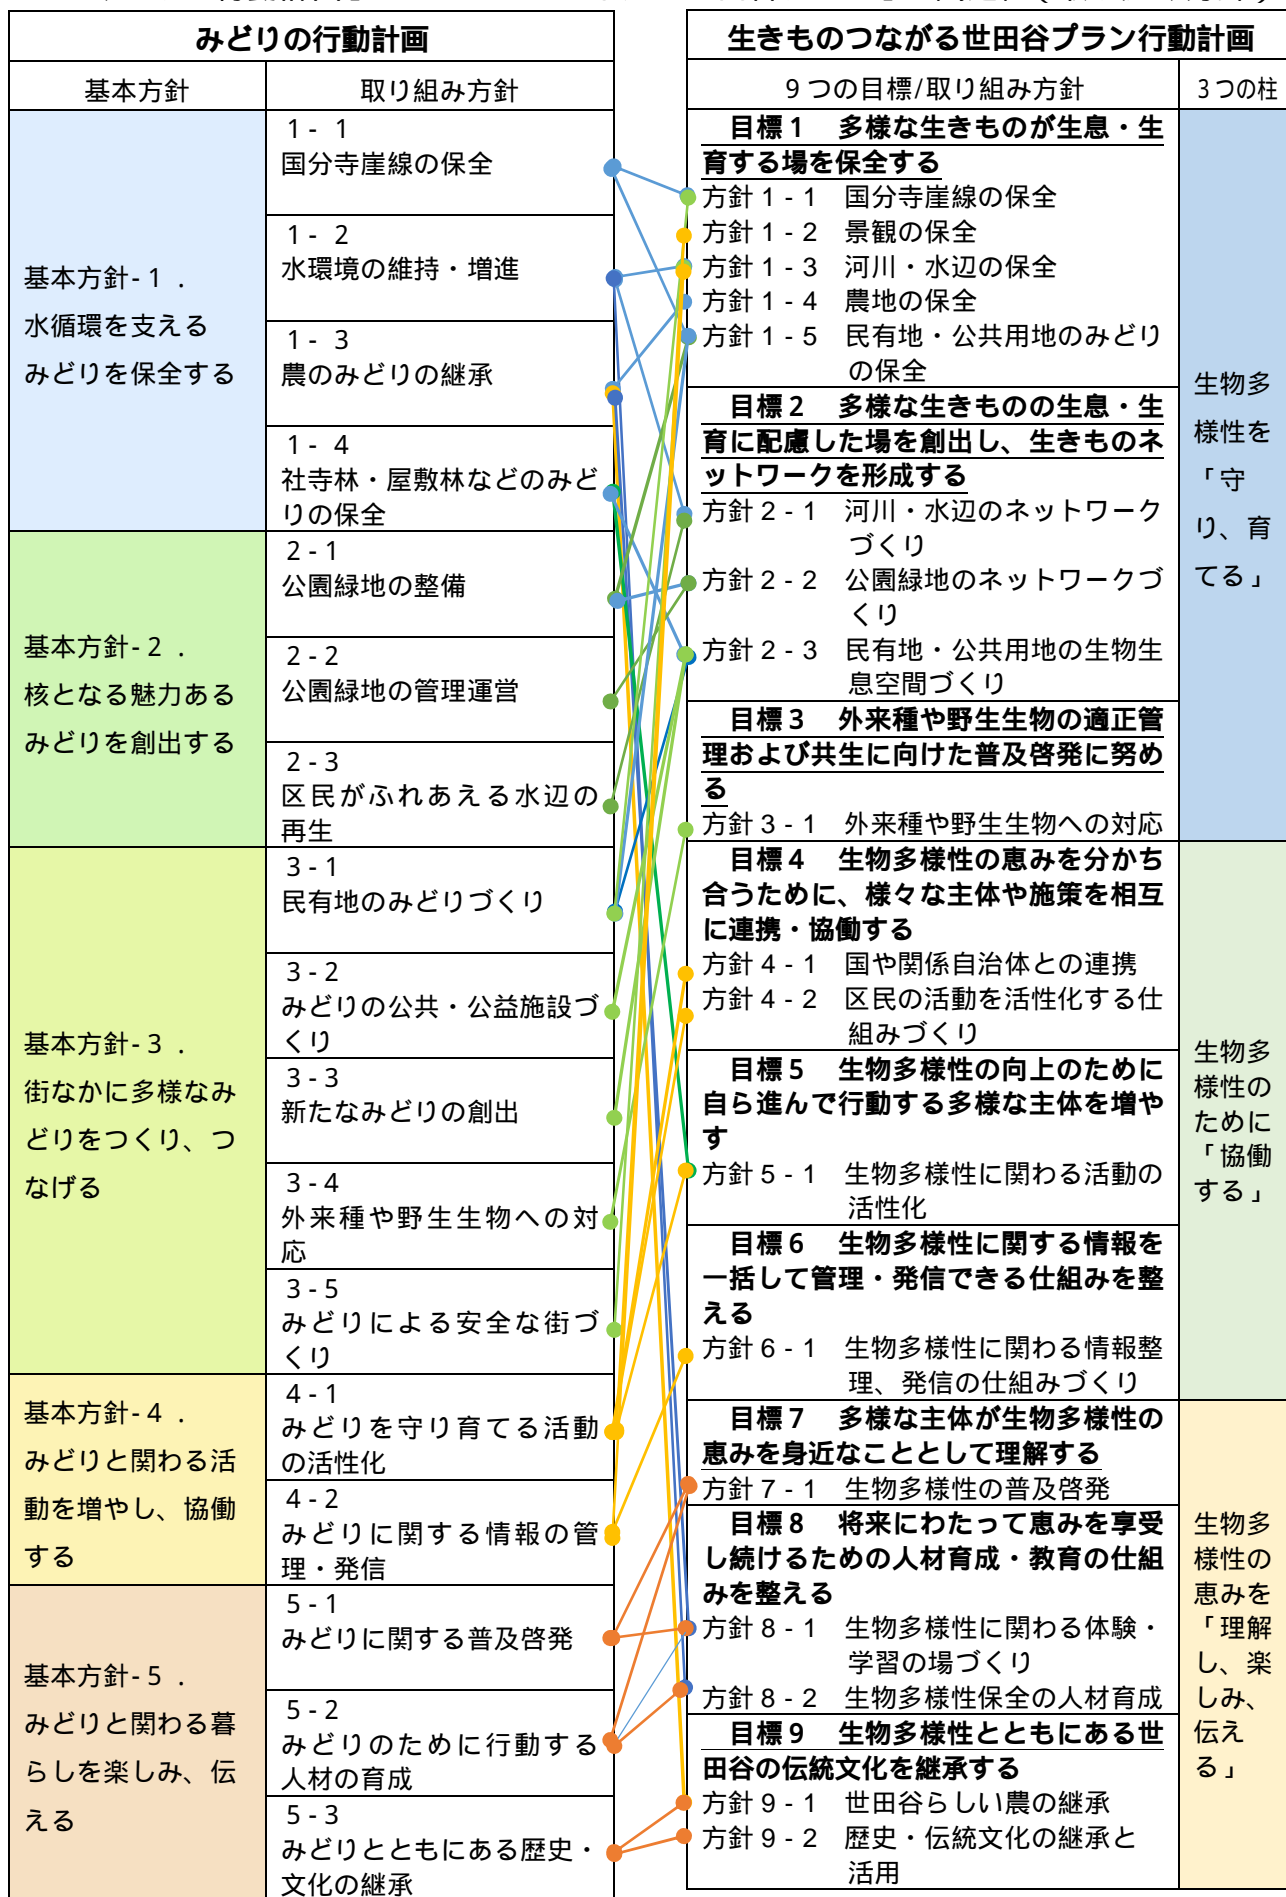 みどりの行動計画
基本方針
取り組み方針
基本方針-1．
水循環を支える
みどりを保全する
1-1
国分寺崖線の保全
1-2
水環境の維持・増進
1-3
農のみどりの継承
1-4
社寺林・屋敷林などのみど
りの保全
基本方針-2．
核となる魅力ある
みどりを創出する
2-1
公園緑地の整備
2-2
公園緑地の管理運営
2-3
区民がふれあえる水辺の
再生
基本方針-3．
街なかに多様なみ
どりをつくり、つ
なげる
3-1
民有地のみどりづくり
3-2
みどりの公共・公益施設づ
くり
3-3
新たなみどりの創出
3-4
外来種や野生生物への対
応
3-5
みどりによる安全な街づ
くり
基本方針-4．
みどりと関わる活
動を増やし、協働
する
4-1
みどりを守り育てる活動
の活性化
4-2
みどりに関する情報の管
理・発信
基本方針-5．
みどりと関わる暮
らしを楽しみ、伝
える
5-1
みどりに関する普及啓発
5-2
みどりのために行動する
人材の育成
5-3
みどりとともにある歴史・
文化の継承
生きものつながる世田谷プラン行動計画
9つの目標/取り組み方針
3つの柱
目標1　多様な生きものが生息・生
育する場を保全する
方針1-1　国分寺崖線の保全
方針1-2　景観の保全
方針1-3　河川・水辺の保全
方針1-4　農地の保全
方針1-5　民有地・公共用地のみどり
の保全
目標2　多様な生きものの生息・生
育に配慮した場を創出し、生きものネ
ットワークを形成する
方針2-1　河川・水辺のネットワーク
づくり
方針2-2　公園緑地のネットワークづ
くり
方針2-3　民有地・公共用地の生物生
息空間づくり
目標3　外来種や野生生物の適正管
理および共生に向けた普及啓発に努め
る
方針3-1　外来種や野生生物への対応
生物多
様性を
「守
り、育
てる」
目標4　生物多様性の恵みを分かち
合うために、様々な主体や施策を相互
に連携・協働する
方針4-1　国や関係自治体との連携
方針4-2　区民の活動を活性化する仕
組みづくり
目標5　生物多様性の向上のために
自ら進んで行動する多様な主体を増や
す
方針5-1　生物多様性に関わる活動の
活性化
目標6　生物多様性に関する情報を
一括して管理・発信できる仕組みを整
える
方針6-1　生物多様性に関わる情報整
理、発信の仕組みづくり
生物多
様性の
ために
「協働
する」
目標7　多様な主体が生物多様性の
恵みを身近なこととして理解する
方針7-1　生物多様性の普及啓発
目標8　将来にわたって恵みを享受
し続けるための人材育成・教育の仕組
みを整える
方針8-1　生物多様性に関わる体験・
学習の場づくり
方針8-2　生物多様性保全の人材育成
目標9　生物多様性とともにある世
田谷の伝統文化を継承する
方針9-1　世田谷らしい農の継承
方針9-2　歴史・伝統文化の継承と
活用
生物多
様性の
恵みを
「理解
し、楽
しみ、
伝え
る」